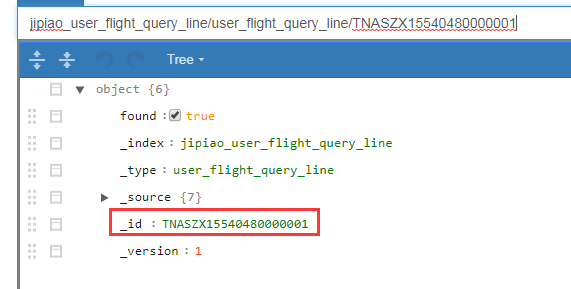 jipiao_user_flight_query_line/user_flight_query_line/TNASZX15540480000001
Tree
object {6}
found : true
_index : jipiao_user_flight_query_line
_type : user_flight_query_line
_source {7}
_id : TNASZX15540480000001
_version : 1